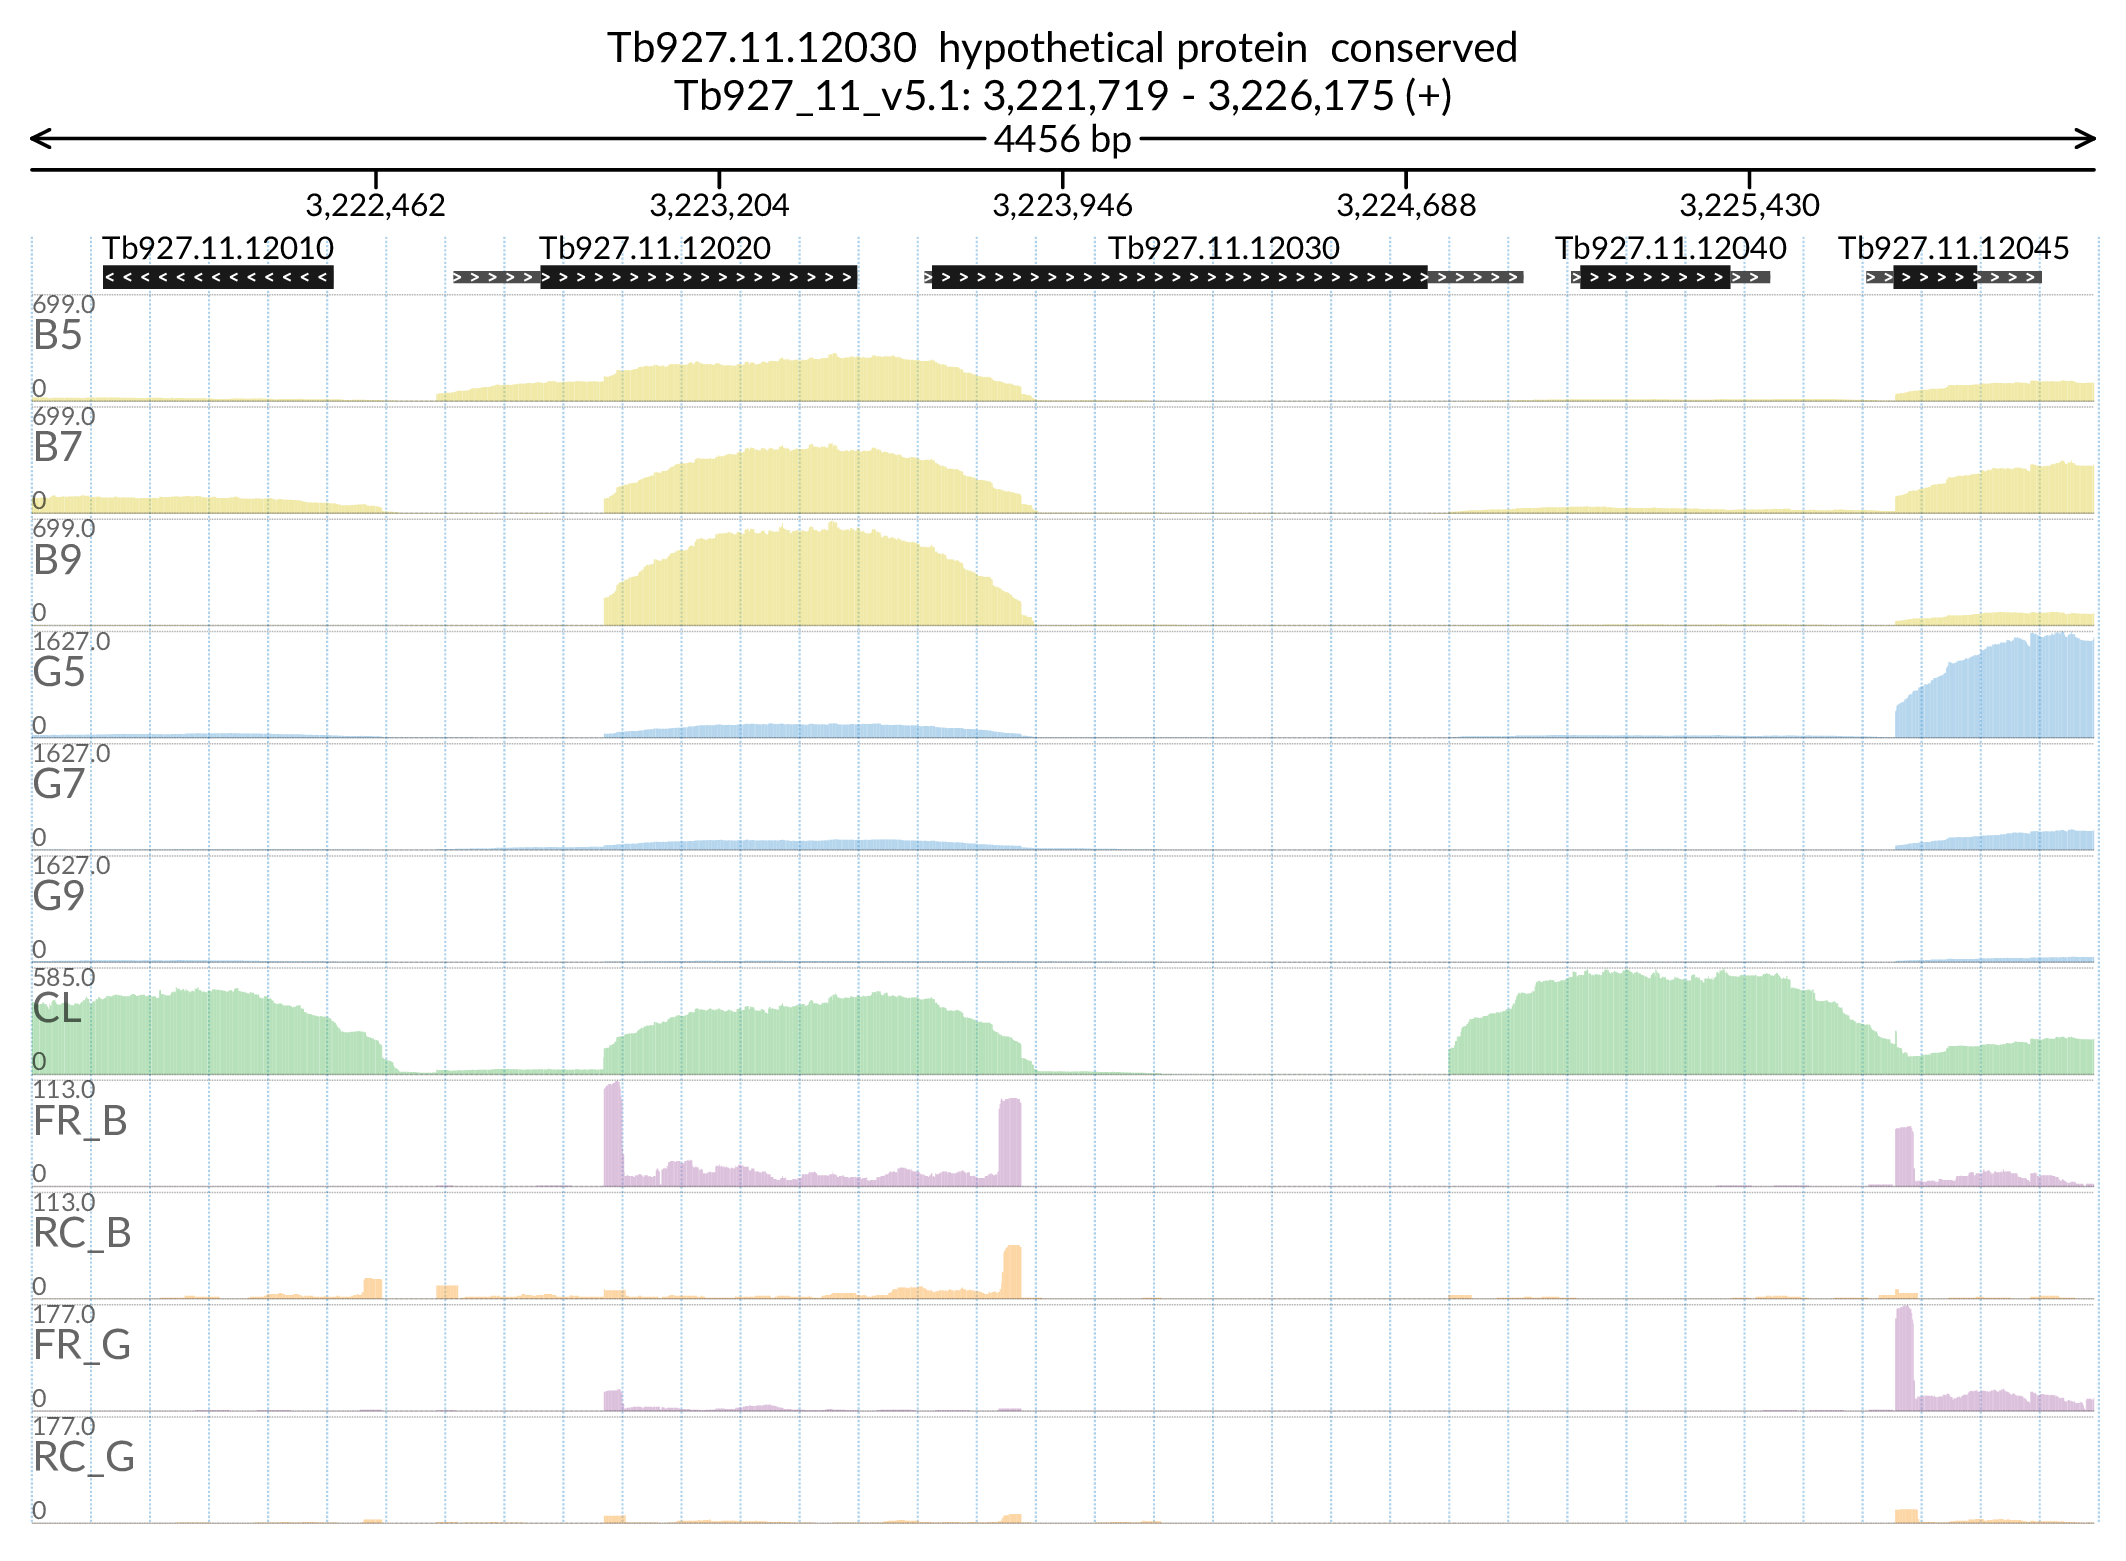 Tb927.11.12030 hypothetical protein conserved
Tb927_11_v5.1: 3,221,719 - 3,226,175 (+)
4456 bp
3,222,462 3,223,204 3,223,946 3,224,688 3,225,430
Tb927.11.12010 Tb927.11.12020 Tb927.11.12030 Tb927.11.12040 Tb927.11.12045
699.0
B5
0
699.0
B7
0
699.0
B9
0
1627.0
G5
0
1627.0
G7
0
1627.0
G9
0
585.0
CL
0
113.0
FR_B
0
113.0
RC_B
0
177.0
FR_G
0
177.0
RC_G
0